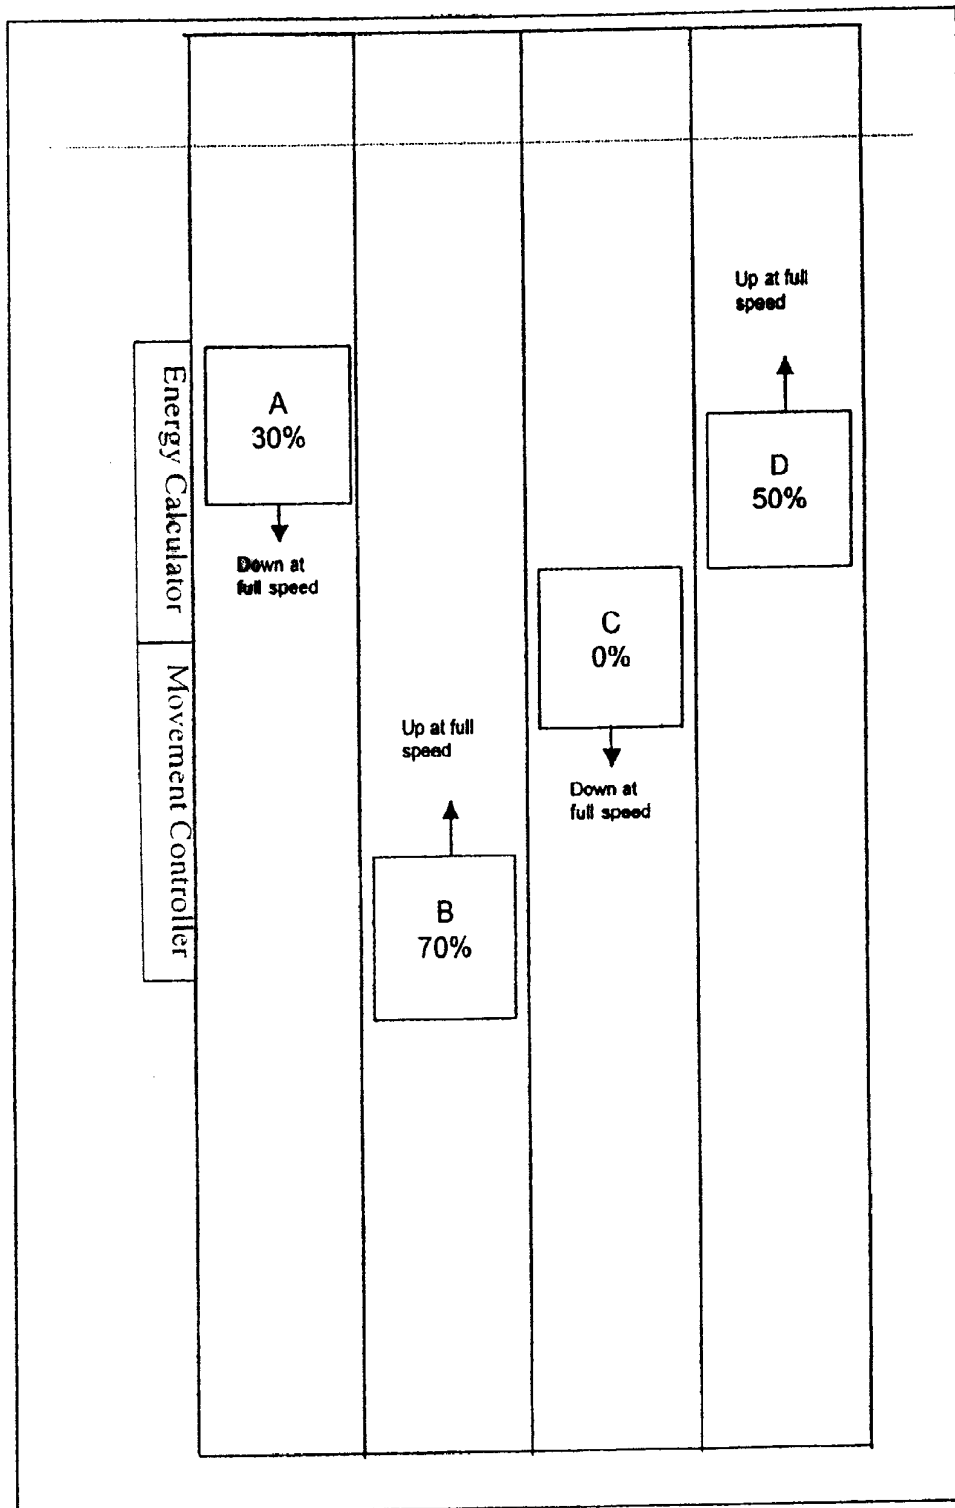 Up at full
speed
A
30%
D
50%
Down at
full speed
C
0%
Up at full
speed
Down at
full speed
B
70%
Energy Calculator
Movement Controller